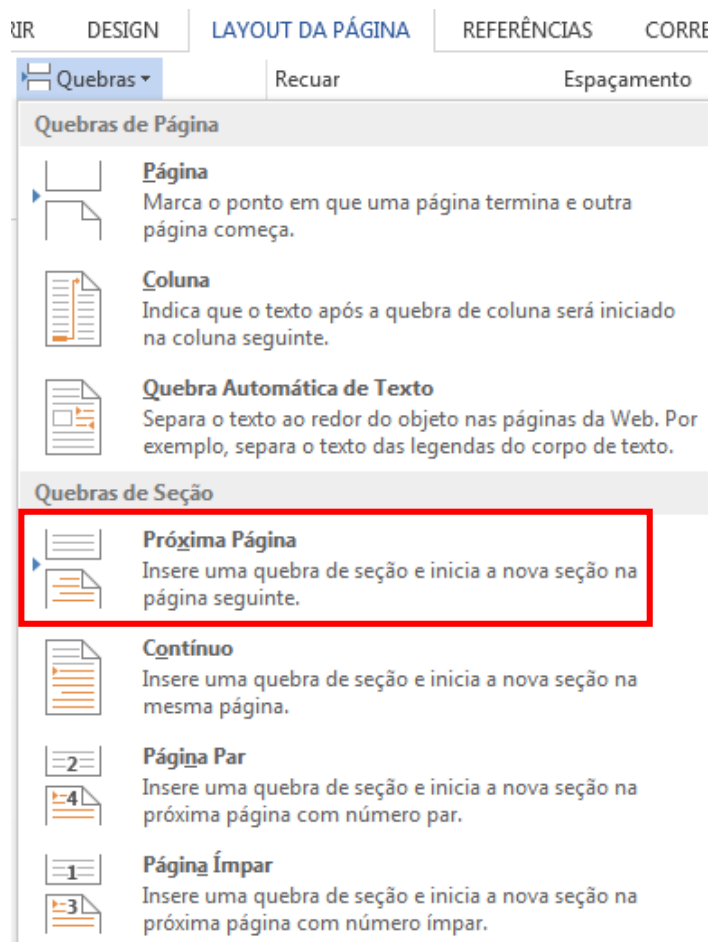 RIR DESIGN LAYOUT DA PÁGINA REFERÊNCIAS CORRE
Quebras Recuar Espaçamento
Quebras de Página
Página
Marca o ponto em que uma página termina e outra
página começa.
Coluna
Indica que o texto após a quebra de coluna será iniciado
na coluna seguinte.
Quebra Automática de Texto
Separa o texto ao redor do objeto nas páginas da Web. Por
exemplo, separa o texto das legendas do corpo de texto.
Quebras de Seção
Próxima Página
Insere uma quebra de seção e inicia a nova seção na
página seguinte.
Contínuo
Insere uma quebra de seção e inicia a nova seção na
mesma página.
2
Página Par
4
Insere uma quebra de seção e inicia a nova seção na
próxima página com número par.
1
Página Ímpar
3
Insere uma quebra de seção e inicia a nova seção na
próxima página com número ímpar.